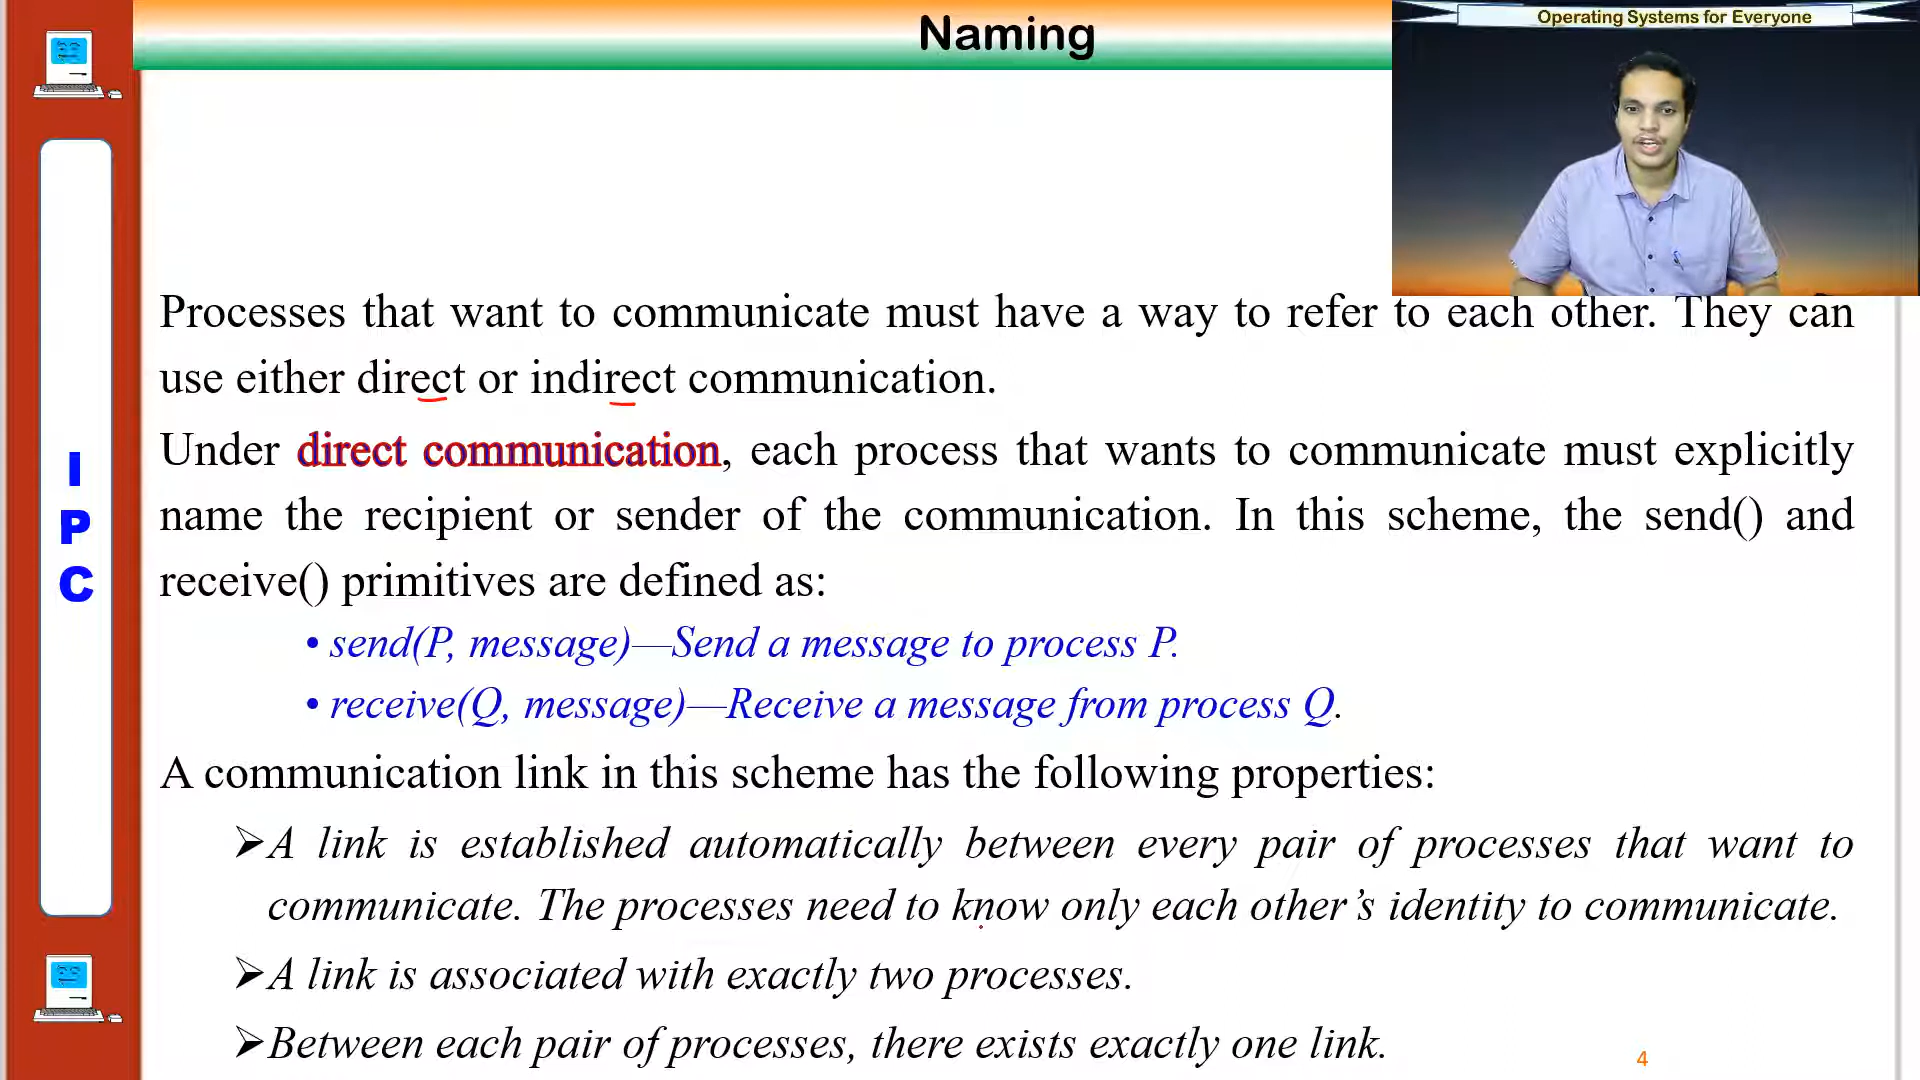 Naming
Operating Systems for Everyone
Processes that want to communicate must have a way to refer to each other. They can
use either direct or indirect communication.
Under direct communication, each process that wants to communicate must explicitly
name the recipient or sender of the communication. In this scheme, the send() and
receive() primitives are defined as:
• send(P, message)—Send a message to process P.
• receive(Q, message)—Receive a message from process Q.
A communication link in this scheme has the following properties:
➢A link is established automatically between every pair of processes that want to
communicate. The processes need to know only each other’s identity to communicate.
➢A link is associated with exactly two processes.
➢Between each pair of processes, there exists exactly one link.
I
P
C
4